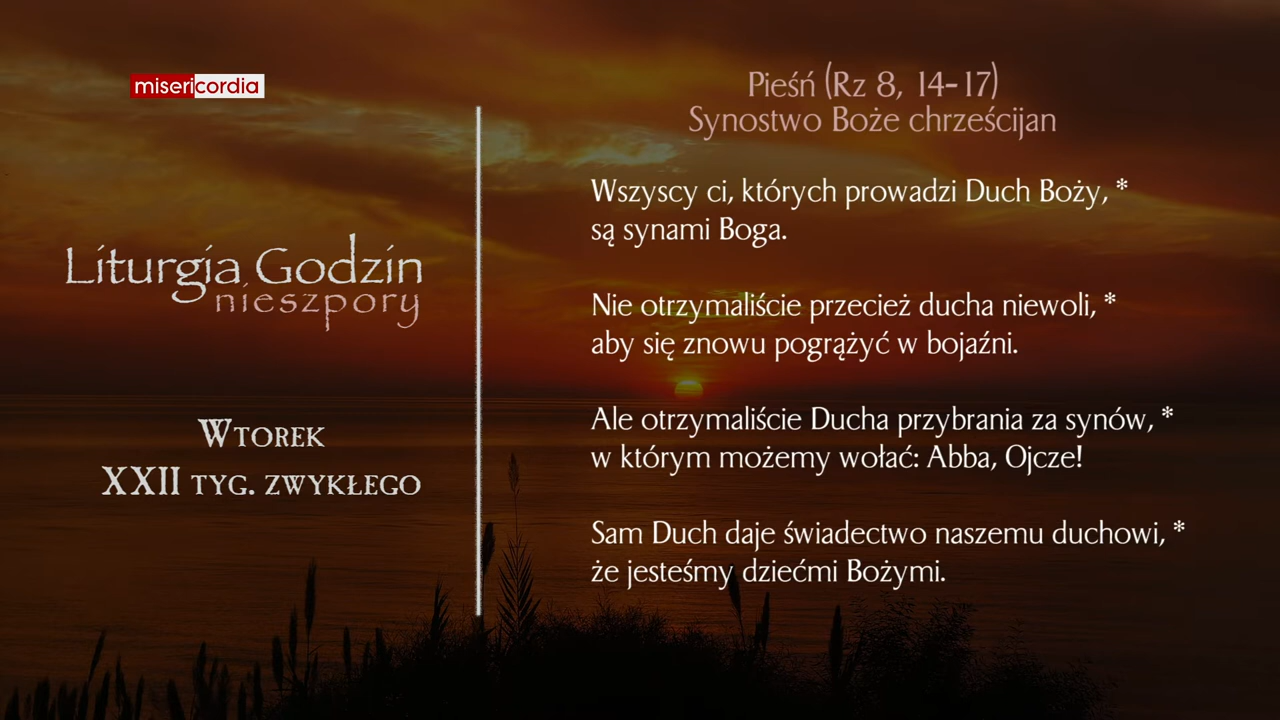 misericordia
Liturgia Godzin
nieszpory
Wtorek
XXII tyg. zwykłego
Pieśń (Rz 8, 14-17)
Synostwo Boże chrześcijan
Wszyscy ci, których prowadzi Duch Boży, *
są synami Boga.
Nie otrzymaliście przecież ducha niewoli, *
aby się znowu pogrążyć w bojaźni.
Ale otrzymaliście Ducha przybrania za synów, *
w którym możemy wołać: Abba, Ojcze!
Sam Duch daje świadectwo naszemu duchowi, *
że jesteśmy dziećmi Bożymi.